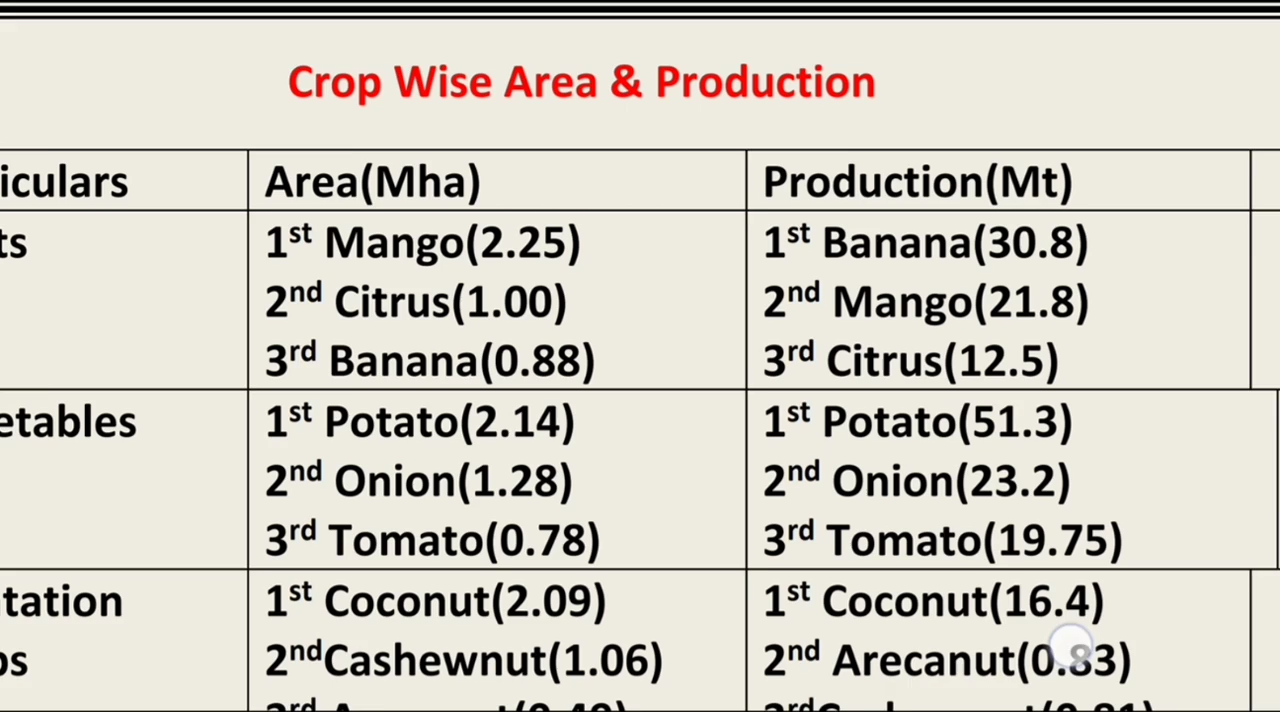 Crop Wise Area & Production
iculars Area(Mha) Production(Mt)
ts 1st Mango(2.25) 1st Banana(30.8)
2nd Citrus(1.00) 2nd Mango(21.8)
3rd Banana(0.88) 3rd Citrus(12.5)
etables 1st Potato(2.14) 1st Potato(51.3)
2nd Onion(1.28) 2nd Onion(23.2)
3rd Tomato(0.78) 3rd Tomato(19.75)
tation 1st Coconut(2.09) 1st Coconut(16.4)
ps 2ndCashewnut(1.06) 2nd Arecanut(0.83)